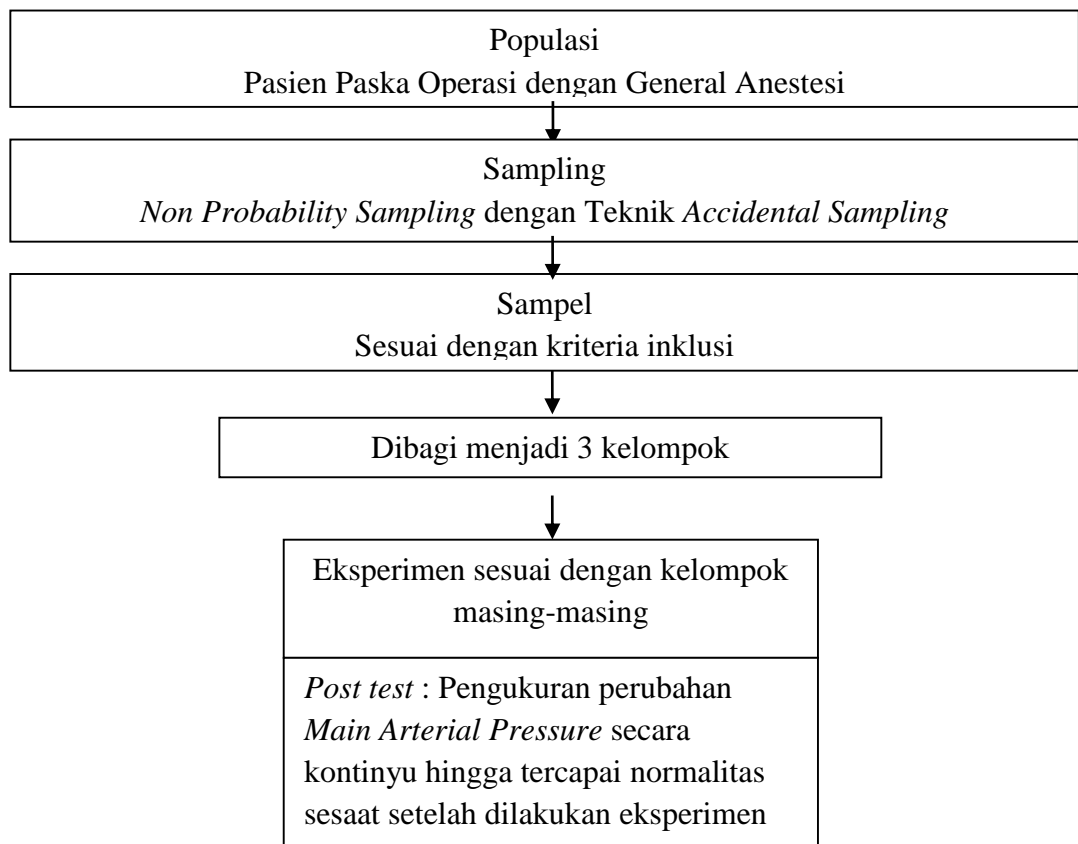 Populasi
Pasien Paska Operasi dengan General Anestesi
Sampling
Non Probability Sampling dengan Teknik Accidental Sampling
Sampel
Sesuai dengan kriteria inklusi
Dibagi menjadi 3 kelompok
Eksperimen sesuai dengan kelompok
masing-masing
Post test : Pengukuran perubahan
Main Arterial Pressure secara
kontinyu hingga tercapai normalitas
sesaat setelah dilakukan eksperimen